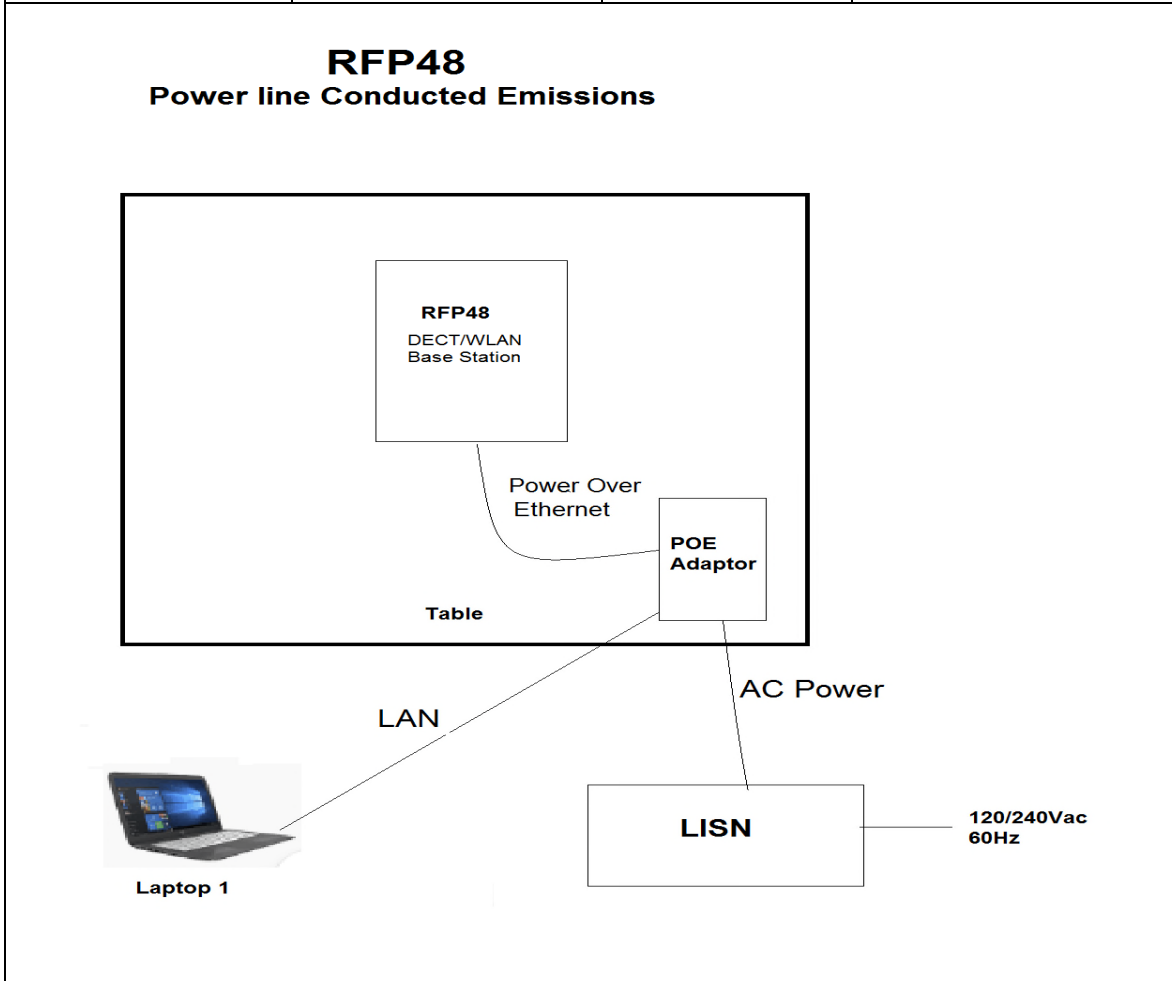 RFP48
Power line Conducted Emissions
RFP48
DECT/WLAN
Base Station
Power Over
Ethernet
POE
Adaptor
Table
AC Power
LAN
LISN
120/240Vac
60Hz
Laptop 1